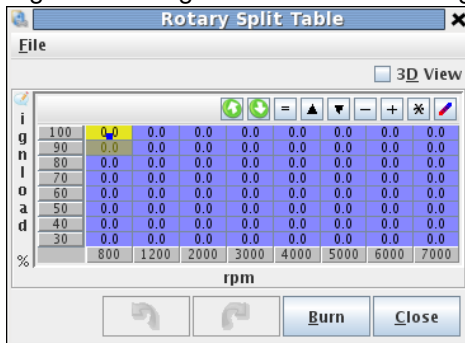 Rotary Split Table
File
3D View
= - + *
ignload %
100 0.0 0.0 0.0 0.0 0.0 0.0 0.0 0.0
90 0.0 0.0 0.0 0.0 0.0 0.0 0.0 0.0
80 0.0 0.0 0.0 0.0 0.0 0.0 0.0 0.0
70 0.0 0.0 0.0 0.0 0.0 0.0 0.0 0.0
60 0.0 0.0 0.0 0.0 0.0 0.0 0.0 0.0
50 0.0 0.0 0.0 0.0 0.0 0.0 0.0 0.0
40 0.0 0.0 0.0 0.0 0.0 0.0 0.0 0.0
30 0.0 0.0 0.0 0.0 0.0 0.0 0.0 0.0
800 1200 2000 3000 4000 5000 6000 7000
rpm
Burn Close